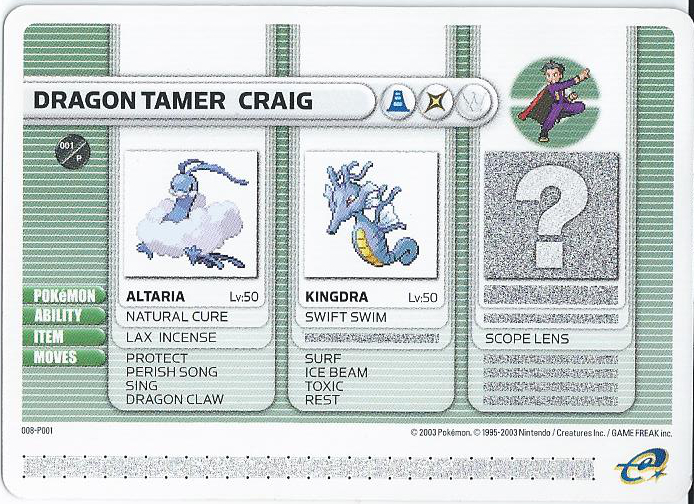 DRAGON TAMER CRAIG
W
001
P
?
POKéMON
ALTARIA Lv:50
KINGDRA Lv:50
ABILITY
NATURAL CURE
SWIFT SWIM
ITEM
LAX INCENSE
SCOPE LENS
MOVES
PROTECT
PERISH SONG
SING
DRAGON CLAW
SURF
ICE BEAM
TOXIC
REST
008-P001
© 2003 Pokémon. © 1995-2003 Nintendo / Creatures Inc. / GAME FREAK inc.
e